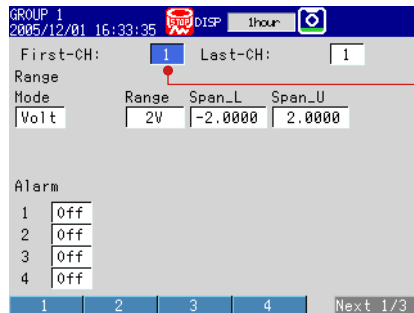 GROUP 1
2005/12/01 16:33:35 STOP DISP 1hour
First-CH: 1 Last-CH: 1
Range
Mode Range Span_L Span_U
Volt 2V -2.0000 2.0000
Alarm
1 Off
2 Off
3 Off
4 Off
1 2 3 4 Next 1/3